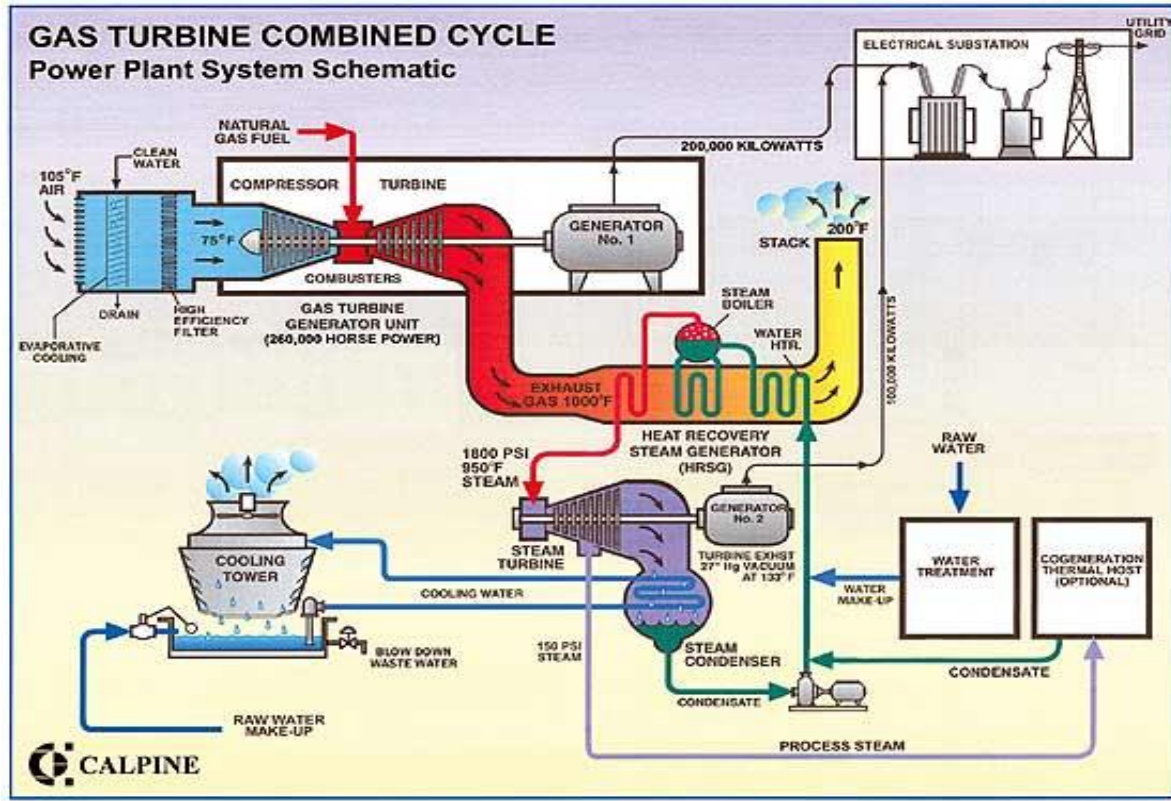 GAS TURBINE COMBINED CYCLE
Power Plant System Schematic
UTILITY
GRID
ELECTRICAL SUBSTATION
NATURAL
GAS FUEL
200,000 KILOWATTS
CLEAN
WATER
105°F
AIR
COMPRESSOR
TURBINE
75°F
GENERATOR
No. 1
200°F
STACK
COMBUSTERS
STEAM
BOILER
DRAIN
HIGH
EFFICIENCY
FILTER
GAS TURBINE
GENERATOR UNIT
(260,000 HORSE POWER)
WATER
HTR.
EVAPORATIVE
COOLING
100,000 KILOWATTS
EXHAUST
GAS 1000°F
HEAT RECOVERY
STEAM GENERATOR
(HRSG)
1800 PSI
950°F
STEAM
RAW
WATER
GENERATOR
No. 2
STEAM
TURBINE
TURBINE EXHST
27" Hg VACUUM
AT 133°F
COOLING
TOWER
WATER
TREATMENT
COGENERATION
THERMAL HOST
(OPTIONAL)
COOLING WATER
WATER
MAKE-UP
150 PSI
STEAM
STEAM
CONDENSER
BLOW DOWN
WASTE WATER
CONDENSATE
CONDENSATE
RAW WATER
MAKE-UP
PROCESS STEAM
CALPINE